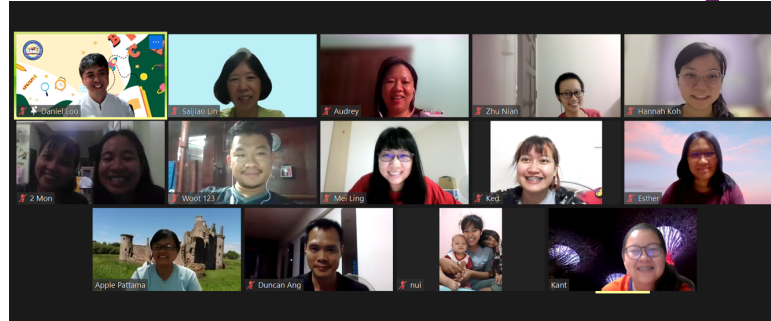 Daniel Loo
Saijiao Lin
Audrey
Zhu Nian
Hannah Koh
2 Mon
Woot 123
Mei Ling
Ked.
Esther
Apple Pattama
Duncan Ang
nui
Kant